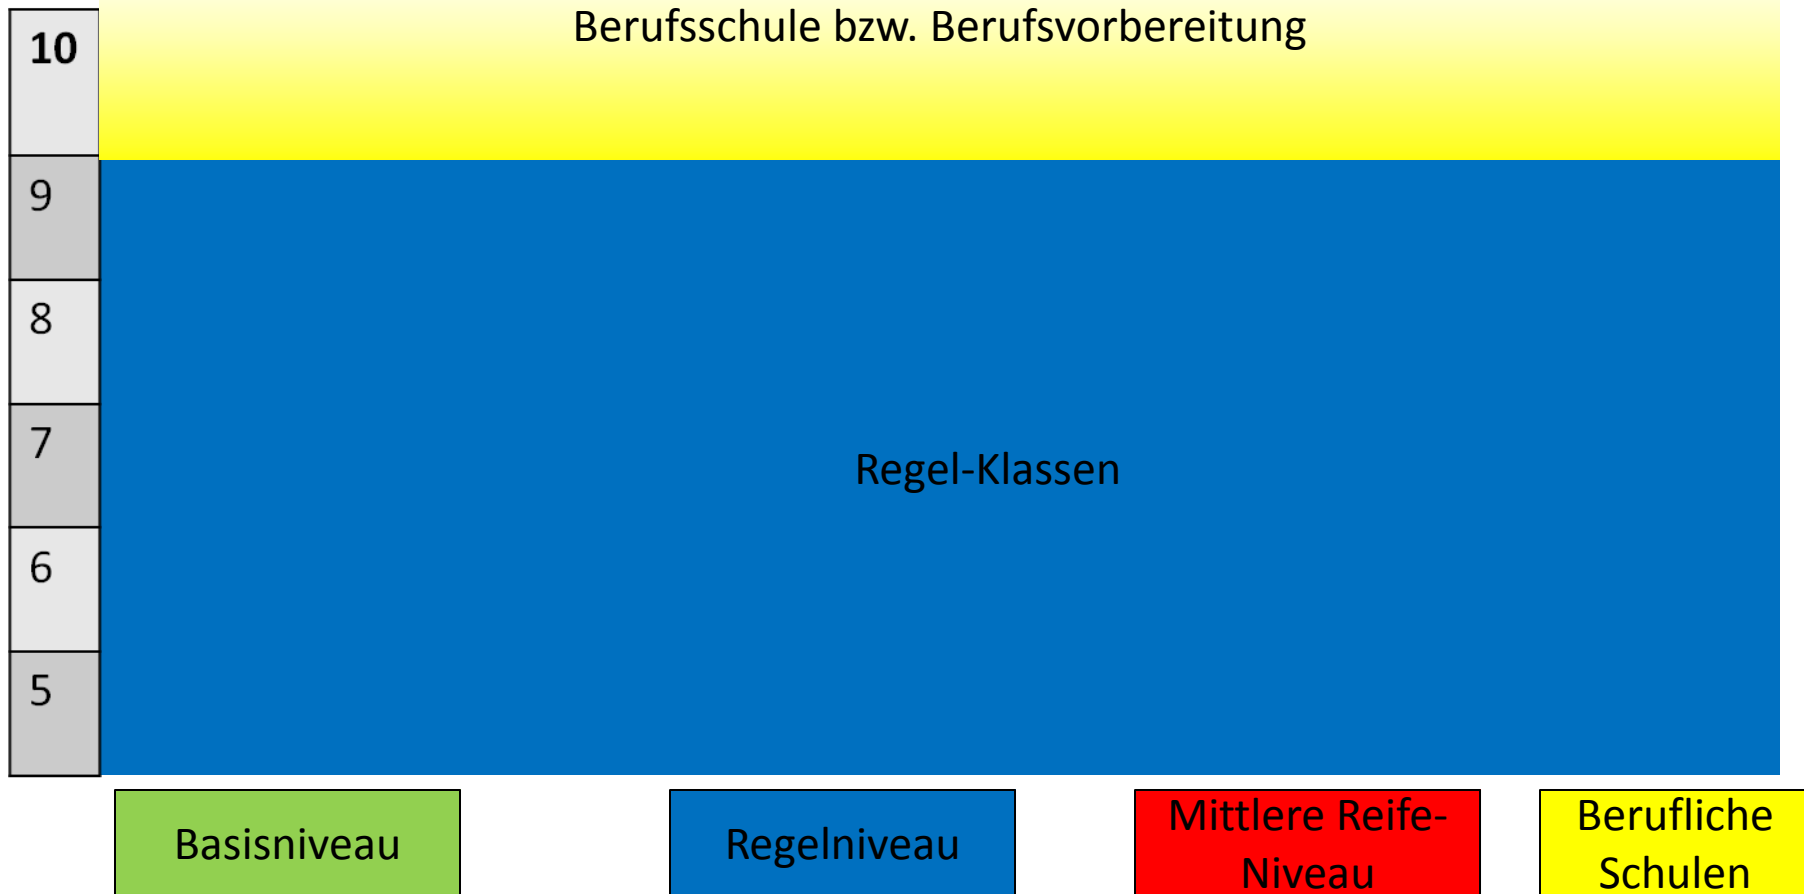 Berufsschule bzw. Berufsvorbereitung
10
9
8
7
Regel-Klassen
6
5
Basisniveau
Regelniveau
Mittlere Reife-
Niveau
Berufliche
Schulen